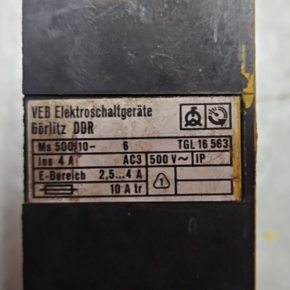 VEB Elektroschaltgeräte
Görlitz DDR
Ms 500|10- 6 TGL 16 563
Ins 4 A AC3 500 V~ IP
E-Bereich 2,5...4 A 1
10 A tr